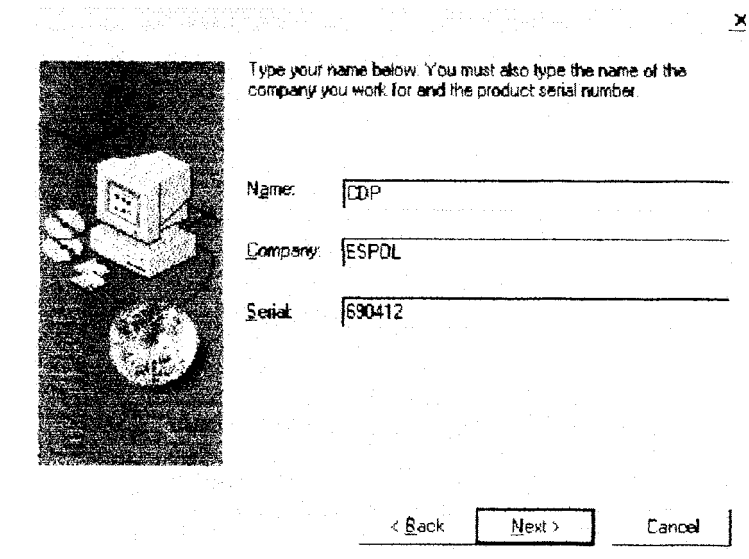 Type your name below. You must also type the name of the
company you work for and the product serial number.
Name: CDP
Company: ESPOL
Serial: 690412
< Back Next > Cancel